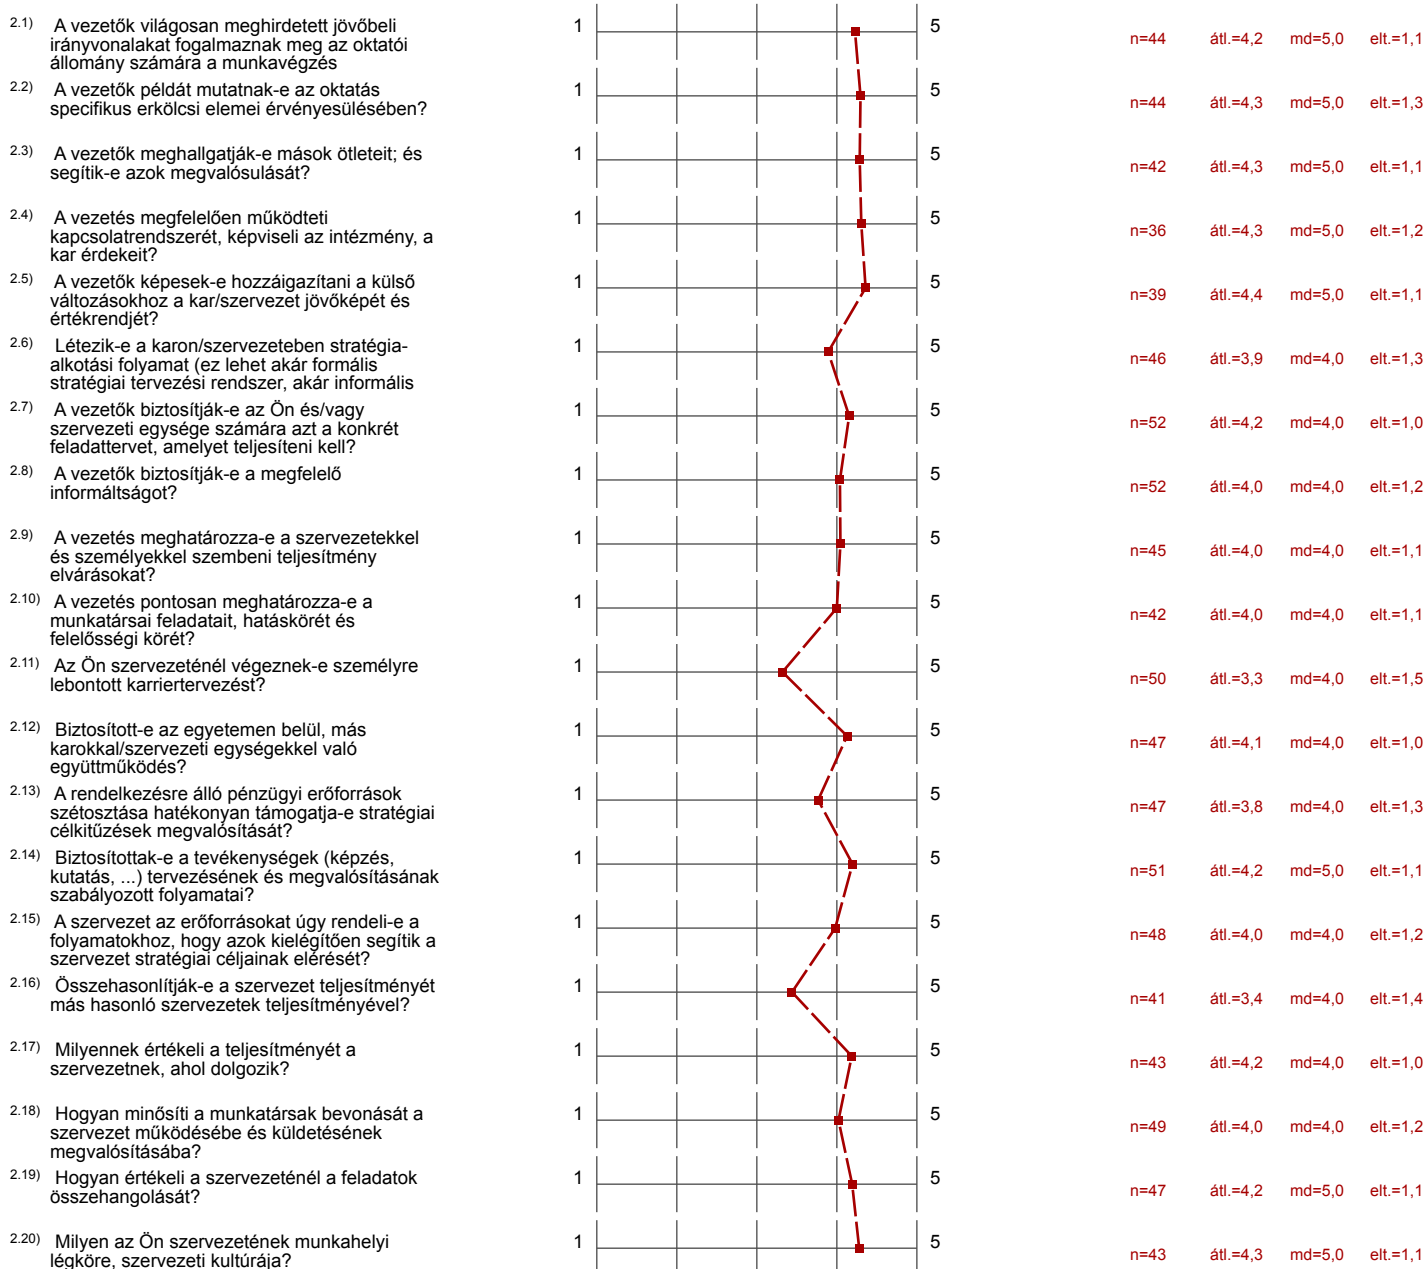 2.1) A vezetők világosan meghirdetett jövőbeli
irányvonalakat fogalmaznak meg az oktatói
állomány számára a munkavégzés
1 5 n=44 átl.=4,2 md=5,0 elt.=1,1
2.2) A vezetők példát mutatnak-e az oktatás
specifikus erkölcsi elemei érvényesülésében?
1 5 n=44 átl.=4,3 md=5,0 elt.=1,3
2.3) A vezetők meghallgatják-e mások ötleteit; és
segítik-e azok megvalósulását?
1 5 n=42 átl.=4,3 md=5,0 elt.=1,1
2.4) A vezetés megfelelően működteti
kapcsolatrendszerét, képviseli az intézmény, a
kar érdekeit?
1 5 n=36 átl.=4,3 md=5,0 elt.=1,2
2.5) A vezetők képesek-e hozzáigazítani a külső
változásokhoz a kar/szervezet jövőképét és
értékrendjét?
1 5 n=39 átl.=4,4 md=5,0 elt.=1,1
2.6) Létezik-e a karon/szervezeteben stratégia-
alkotási folyamat (ez lehet akár formális
stratégiai tervezési rendszer, akár informális
1 5 n=46 átl.=3,9 md=4,0 elt.=1,3
2.7) A vezetők biztosítják-e az Ön és/vagy
szervezeti egysége számára azt a konkrét
feladattervet, amelyet teljesíteni kell?
1 5 n=52 átl.=4,2 md=4,0 elt.=1,0
2.8) A vezetők biztosítják-e a megfelelő
informáltságot?
1 5 n=52 átl.=4,0 md=4,0 elt.=1,2
2.9) A vezetés meghatározza-e a szervezetekkel
és személyekkel szembeni teljesítmény
elvárásokat?
1 5 n=45 átl.=4,0 md=4,0 elt.=1,1
2.10) A vezetés pontosan meghatározza-e a
munkatársai feladatait, hatáskörét és
felelősségi körét?
1 5 n=42 átl.=4,0 md=4,0 elt.=1,1
2.11) Az Ön szervezeténél végeznek-e személyre
lebontott karriertervezést?
1 5 n=50 átl.=3,3 md=4,0 elt.=1,5
2.12) Biztosított-e az egyetemen belül, más
karokkal/szervezeti egységekkel való
együttműködés?
1 5 n=47 átl.=4,1 md=4,0 elt.=1,0
2.13) A rendelkezésre álló pénzügyi erőforrások
szétosztása hatékonyan támogatja-e stratégiai
célkitűzések megvalósítását?
1 5 n=47 átl.=3,8 md=4,0 elt.=1,3
2.14) Biztosítottak-e a tevékenységek (képzés,
kutatás, ...) tervezésének és megvalósításának
szabályozott folyamatai?
1 5 n=51 átl.=4,2 md=5,0 elt.=1,1
2.15) A szervezet az erőforrásokat úgy rendeli-e a
folyamatokhoz, hogy azok kielégítően segítik a
szervezet stratégiai céljainak elérését?
1 5 n=48 átl.=4,0 md=4,0 elt.=1,2
2.16) Összehasonlítják-e a szervezet teljesítményét
más hasonló szervezetek teljesítményével?
1 5 n=41 átl.=3,4 md=4,0 elt.=1,4
2.17) Milyennek értékeli a teljesítményét a
szervezetnek, ahol dolgozik?
1 5 n=43 átl.=4,2 md=4,0 elt.=1,0
2.18) Hogyan minősíti a munkatársak bevonását a
szervezet működésébe és küldetésének
megvalósításába?
1 5 n=49 átl.=4,0 md=4,0 elt.=1,2
2.19) Hogyan értékeli a szervezeténél a feladatok
összehangolását?
1 5 n=47 átl.=4,2 md=5,0 elt.=1,1
2.20) Milyen az Ön szervezetének munkahelyi
légköre, szervezeti kultúrája?
1 5 n=43 átl.=4,3 md=5,0 elt.=1,1